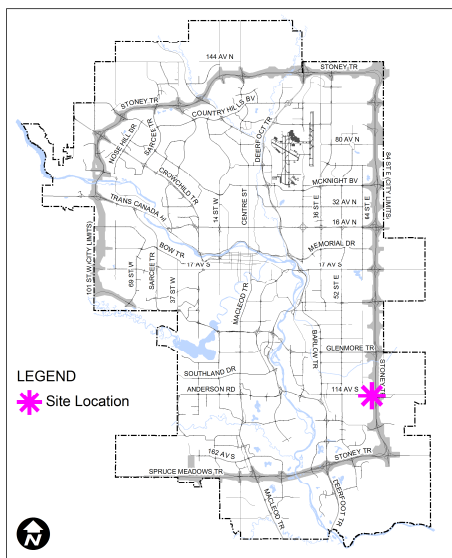 144 AV N
STONEY TR
STONEY TR
COUNTRY HILLS BV
NOSE HILL DR
SARCEE TR
DEERFOOT TR
80 AV N
CROWCHILD TR
14 ST W
CENTRE ST
36 ST E
MCKNIGHT BV
84 ST E (CITY LIMITS)
32 AV N
44 ST E
16 AV N
TRANS CANADA H
MEMORIAL DR
BOW TR
17 AV S
17 AV S
101 ST W (CITY LIMITS)
69 ST W
SARCEE TR
37 ST W
MACLEOD TR
52 ST E
BARLOW TR
GLENMORE TR
STONEY TR
SOUTHLAND DR
ANDERSON RD
114 AV S
LEGEND
Site Location
162 AV S
STONEY TR
SPRUCE MEADOWS TR
MACLEOD TR
DEERFOOT TR
N